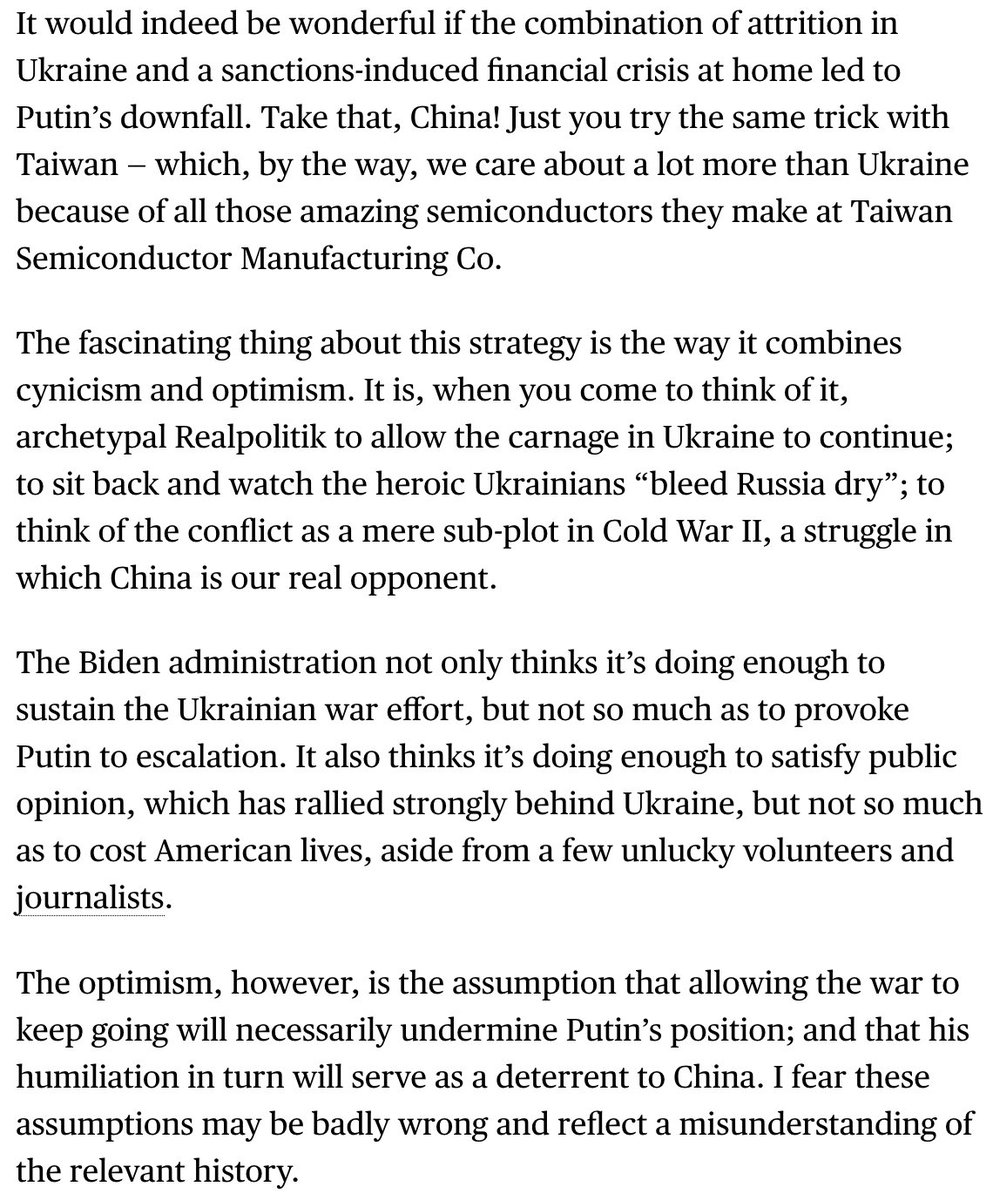 It would indeed be wonderful if the combination of attrition in
Ukraine and a sanctions-induced financial crisis at home led to
Putin’s downfall. Take that, China! Just you try the same trick with
Taiwan — which, by the way, we care about a lot more than Ukraine
because of all those amazing semiconductors they make at Taiwan
Semiconductor Manufacturing Co.
The fascinating thing about this strategy is the way it combines
cynicism and optimism. It is, when you come to think of it,
archetypal Realpolitik to allow the carnage in Ukraine to continue;
to sit back and watch the heroic Ukrainians “bleed Russia dry”; to
think of the conflict as a mere sub-plot in Cold War II, a struggle in
which China is our real opponent.
The Biden administration not only thinks it’s doing enough to
sustain the Ukrainian war effort, but not so much as to provoke
Putin to escalation. It also thinks it’s doing enough to satisfy public
opinion, which has rallied strongly behind Ukraine, but not so much
as to cost American lives, aside from a few unlucky volunteers and
journalists.
The optimism, however, is the assumption that allowing the war to
keep going will necessarily undermine Putin’s position; and that his
humiliation in turn will serve as a deterrent to China. I fear these
assumptions may be badly wrong and reflect a misunderstanding of
the relevant history.